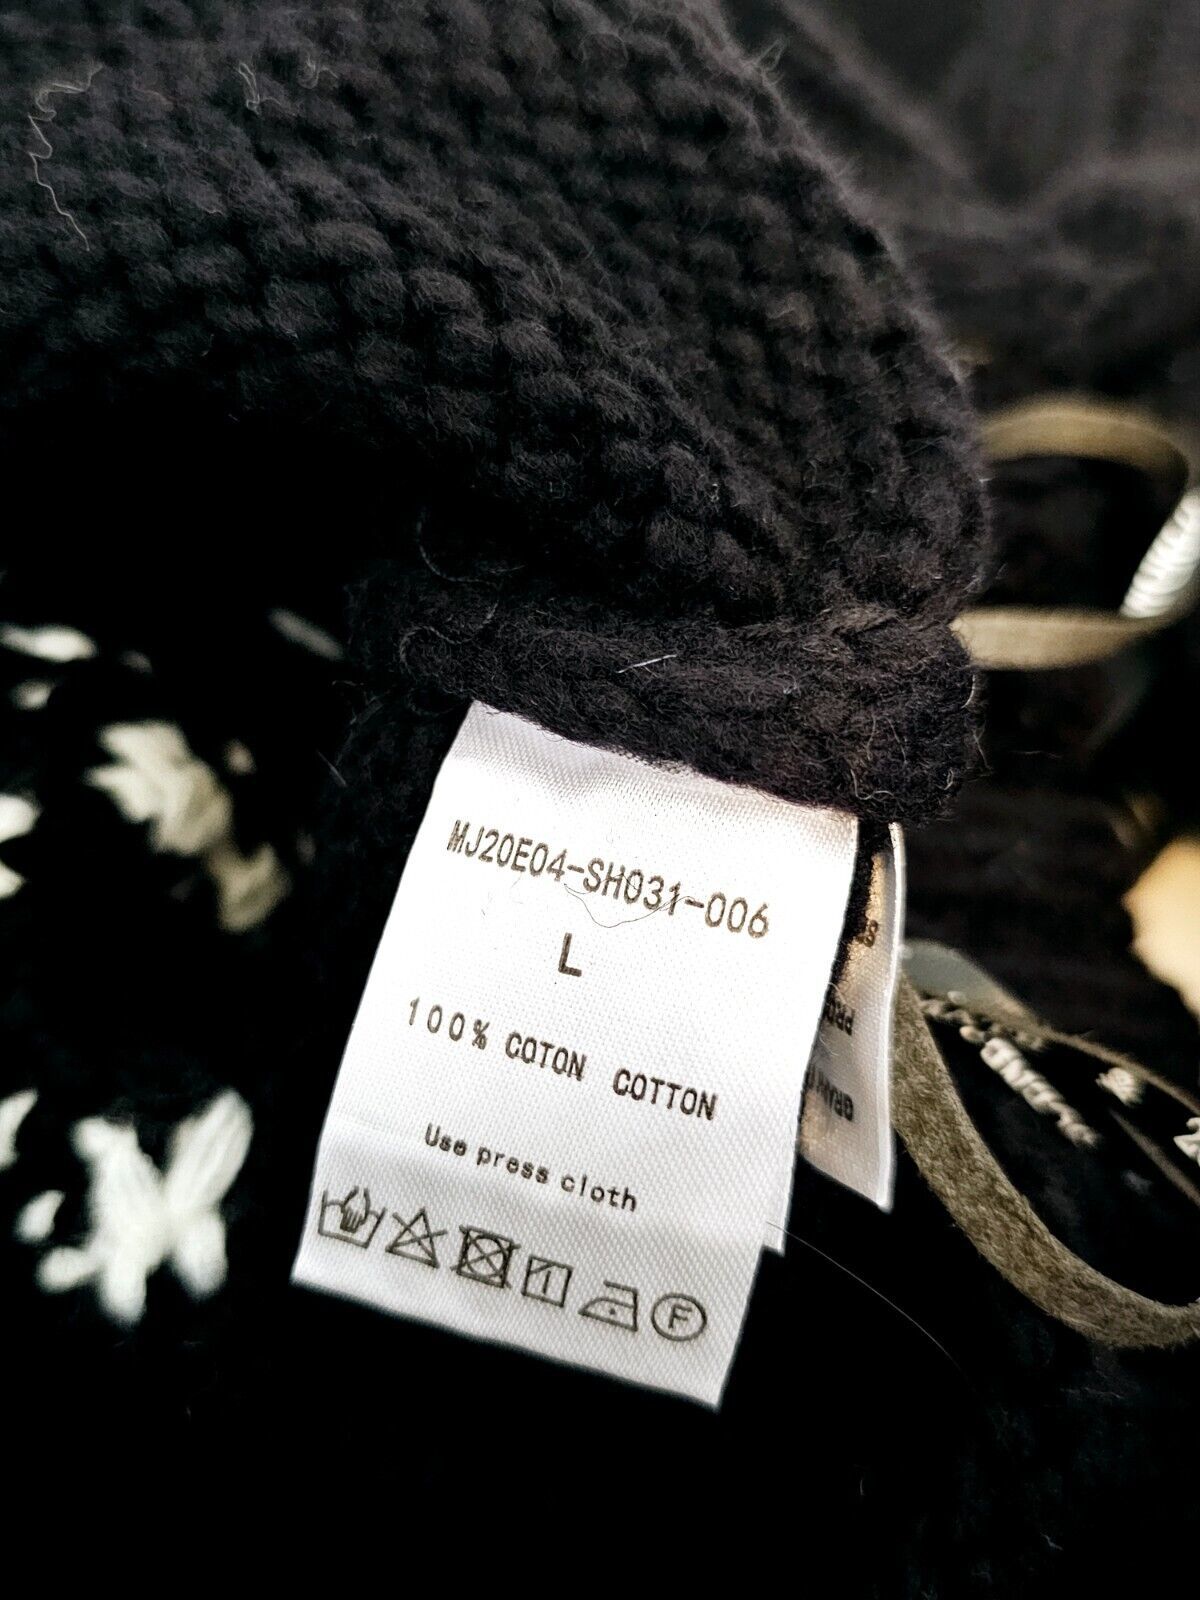 MJ20E04-SH031-006
L
100% COTON COTTON
Use press cloth
F